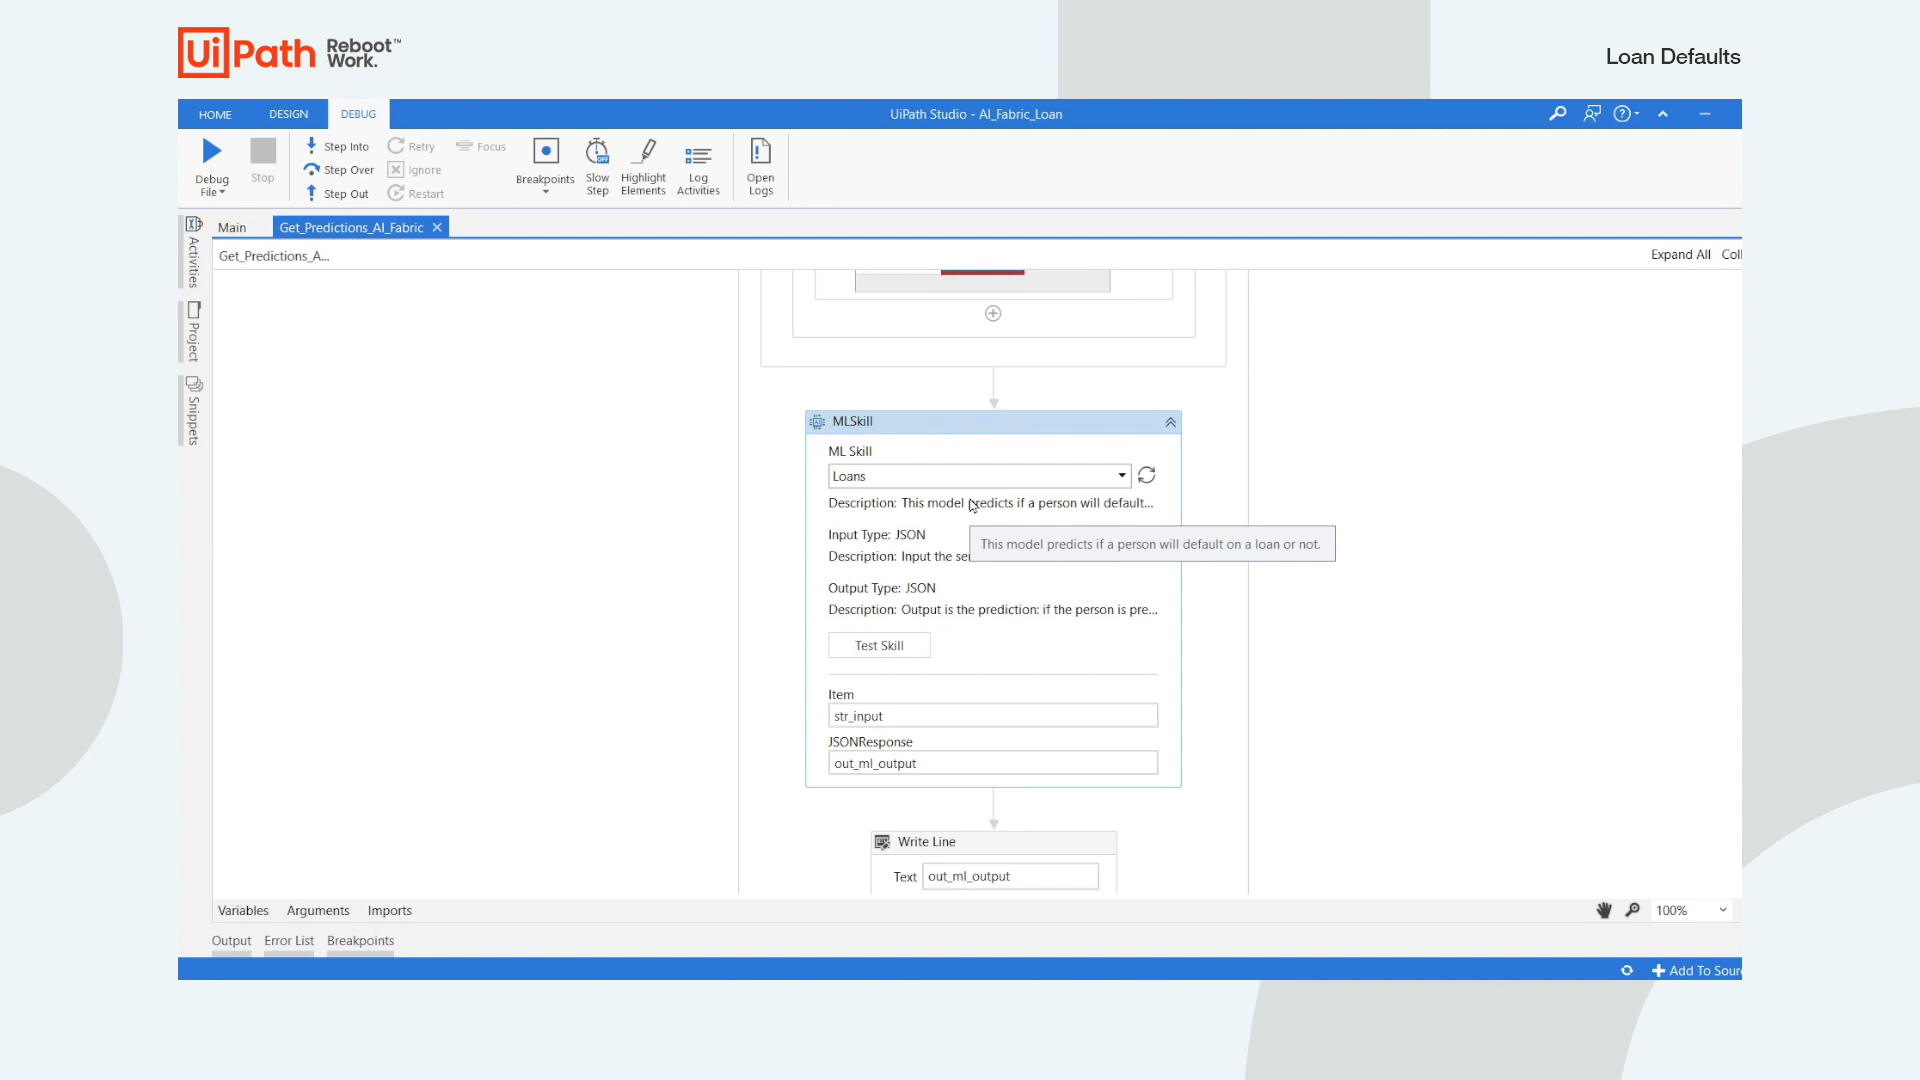 UiPath Reboot Work.™
Loan Defaults
HOME DESIGN DEBUG UiPath Studio - AI_Fabric_Loan
Debug File
Stop
Step Into
Step Over
Step Out
Retry
Ignore
Restart
Focus
Breakpoints
Slow Step
Highlight Elements
Log Activities
Open Logs
Activities
Project
Snippets
Main Get_Predictions_AI_Fabric
Get_Predictions_A... Expand All Coll
MLSkill
ML Skill
Loans
Description: This model predicts if a person will default...
Input Type: JSON
This model predicts if a person will default on a loan or not.
Description: Input the se
Output Type: JSON
Description: Output is the prediction: if the person is pre...
Test Skill
Item
str_input
JSONResponse
out_ml_output
Write Line
Text out_ml_output
Variables Arguments Imports 100%
Output Error List Breakpoints
Add To Sour